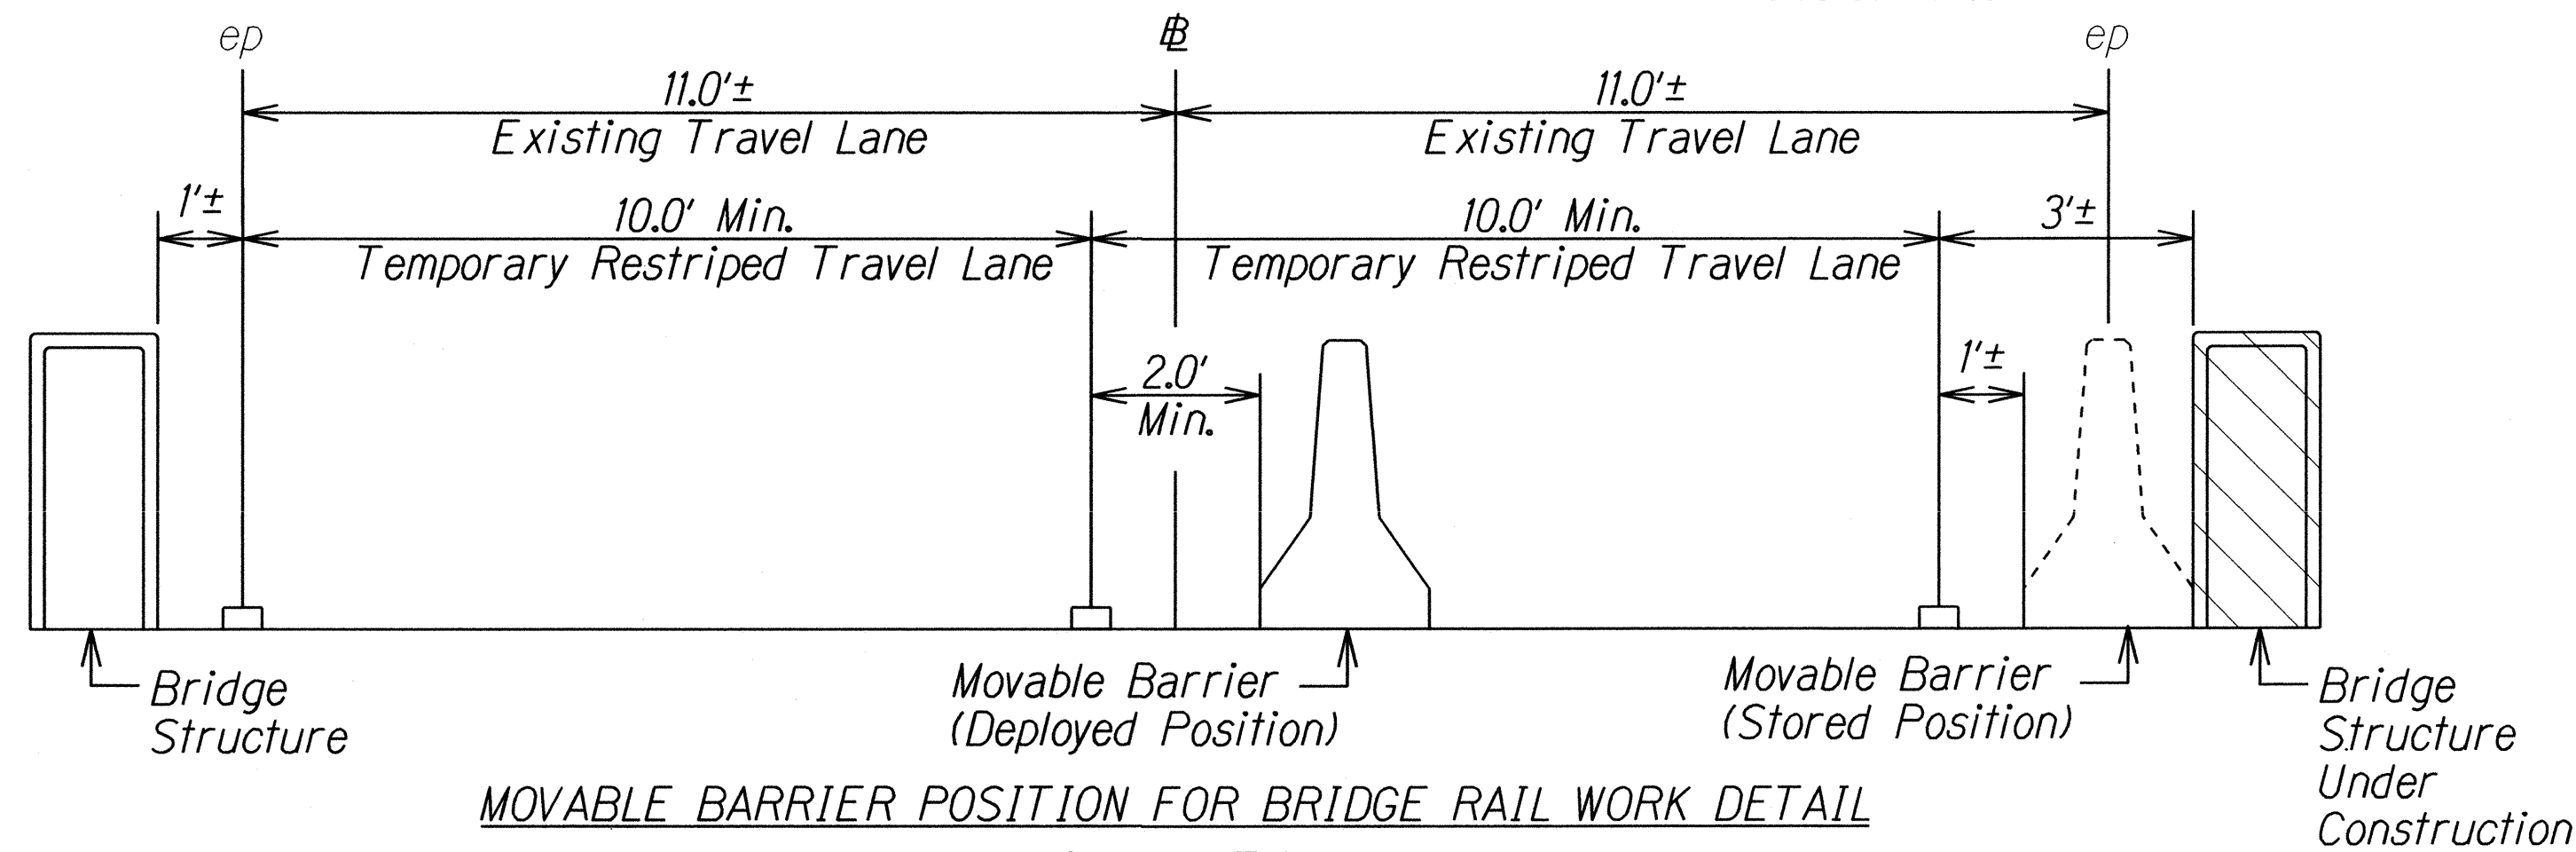 ep
℄B
ep
11.0'±
Existing Travel Lane
11.0'±
Existing Travel Lane
1'±
10.0' Min.
Temporary Restriped Travel Lane
10.0' Min.
Temporary Restriped Travel Lane
3'±
2.0'
Min.
1'±
Bridge
Structure
Movable Barrier
(Deployed Position)
Movable Barrier
(Stored Position)
Bridge
Structure
Under
Construction
MOVABLE BARRIER POSITION FOR BRIDGE RAIL WORK DETAIL